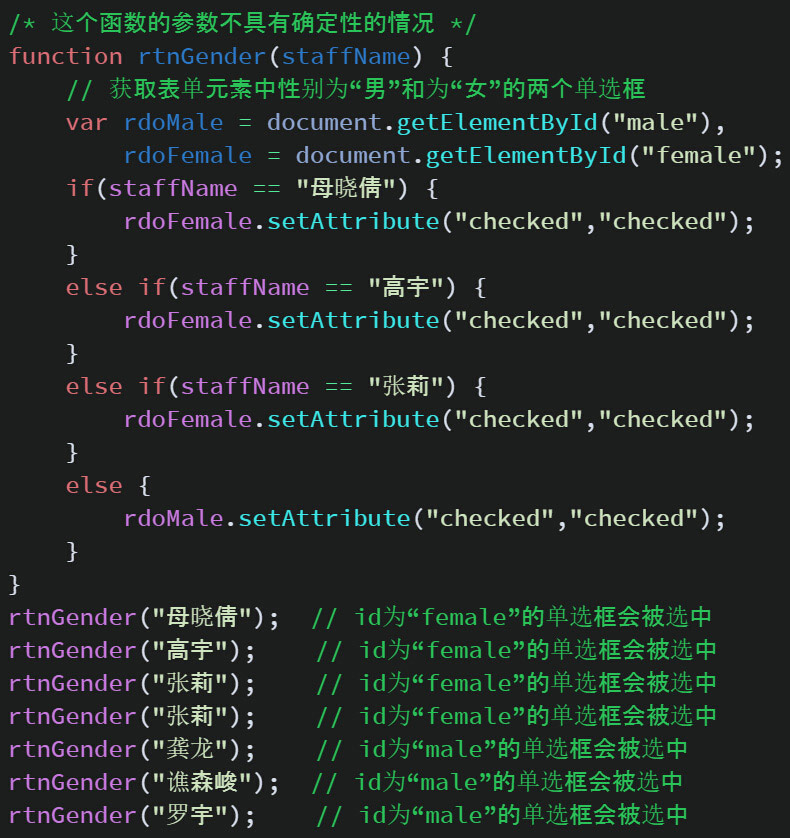 /* 这个函数的参数不具有确定性的情况 */
function rtnGender(staffName) {
    // 获取表单元素中性别为“男”和为“女”的两个单选框
    var rdoMale = document.getElementById("male"),
        rdoFemale = document.getElementById("female");
    if(staffName == "母晓倩") {
        rdoFemale.setAttribute("checked","checked");
    }
    else if(staffName == "高宇") {
        rdoFemale.setAttribute("checked","checked");
    }
    else if(staffName == "张莉") {
        rdoFemale.setAttribute("checked","checked");
    }
    else {
        rdoMale.setAttribute("checked","checked");
    }
}
rtnGender("母晓倩");  // id为“female”的单选框会被选中
rtnGender("高宇");    // id为“female”的单选框会被选中
rtnGender("张莉");    // id为“female”的单选框会被选中
rtnGender("张莉");    // id为“female”的单选框会被选中
rtnGender("龚龙");    // id为“male”的单选框会被选中
rtnGender("谯森峻");  // id为“male”的单选框会被选中
rtnGender("罗宇");    // id为“male”的单选框会被选中